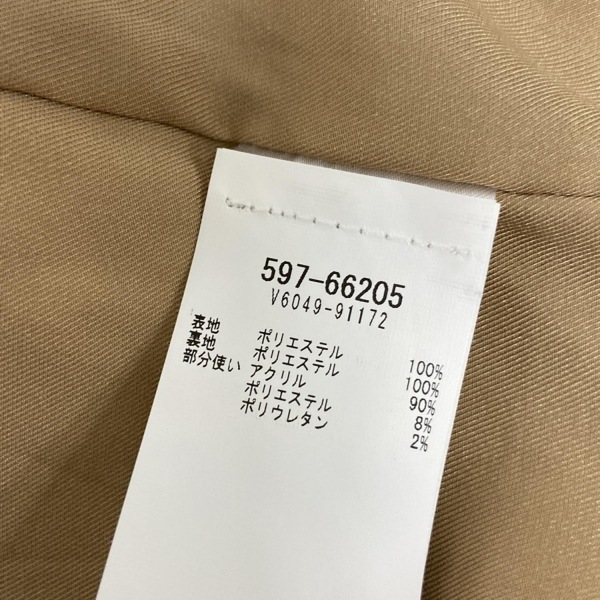 597-66205
V6049-91172
表地 ポリエステル 100%
裏地 ポリエステル 100%
部分使い アクリル 90%
ポリエステル 8%
ポリウレタン 2%